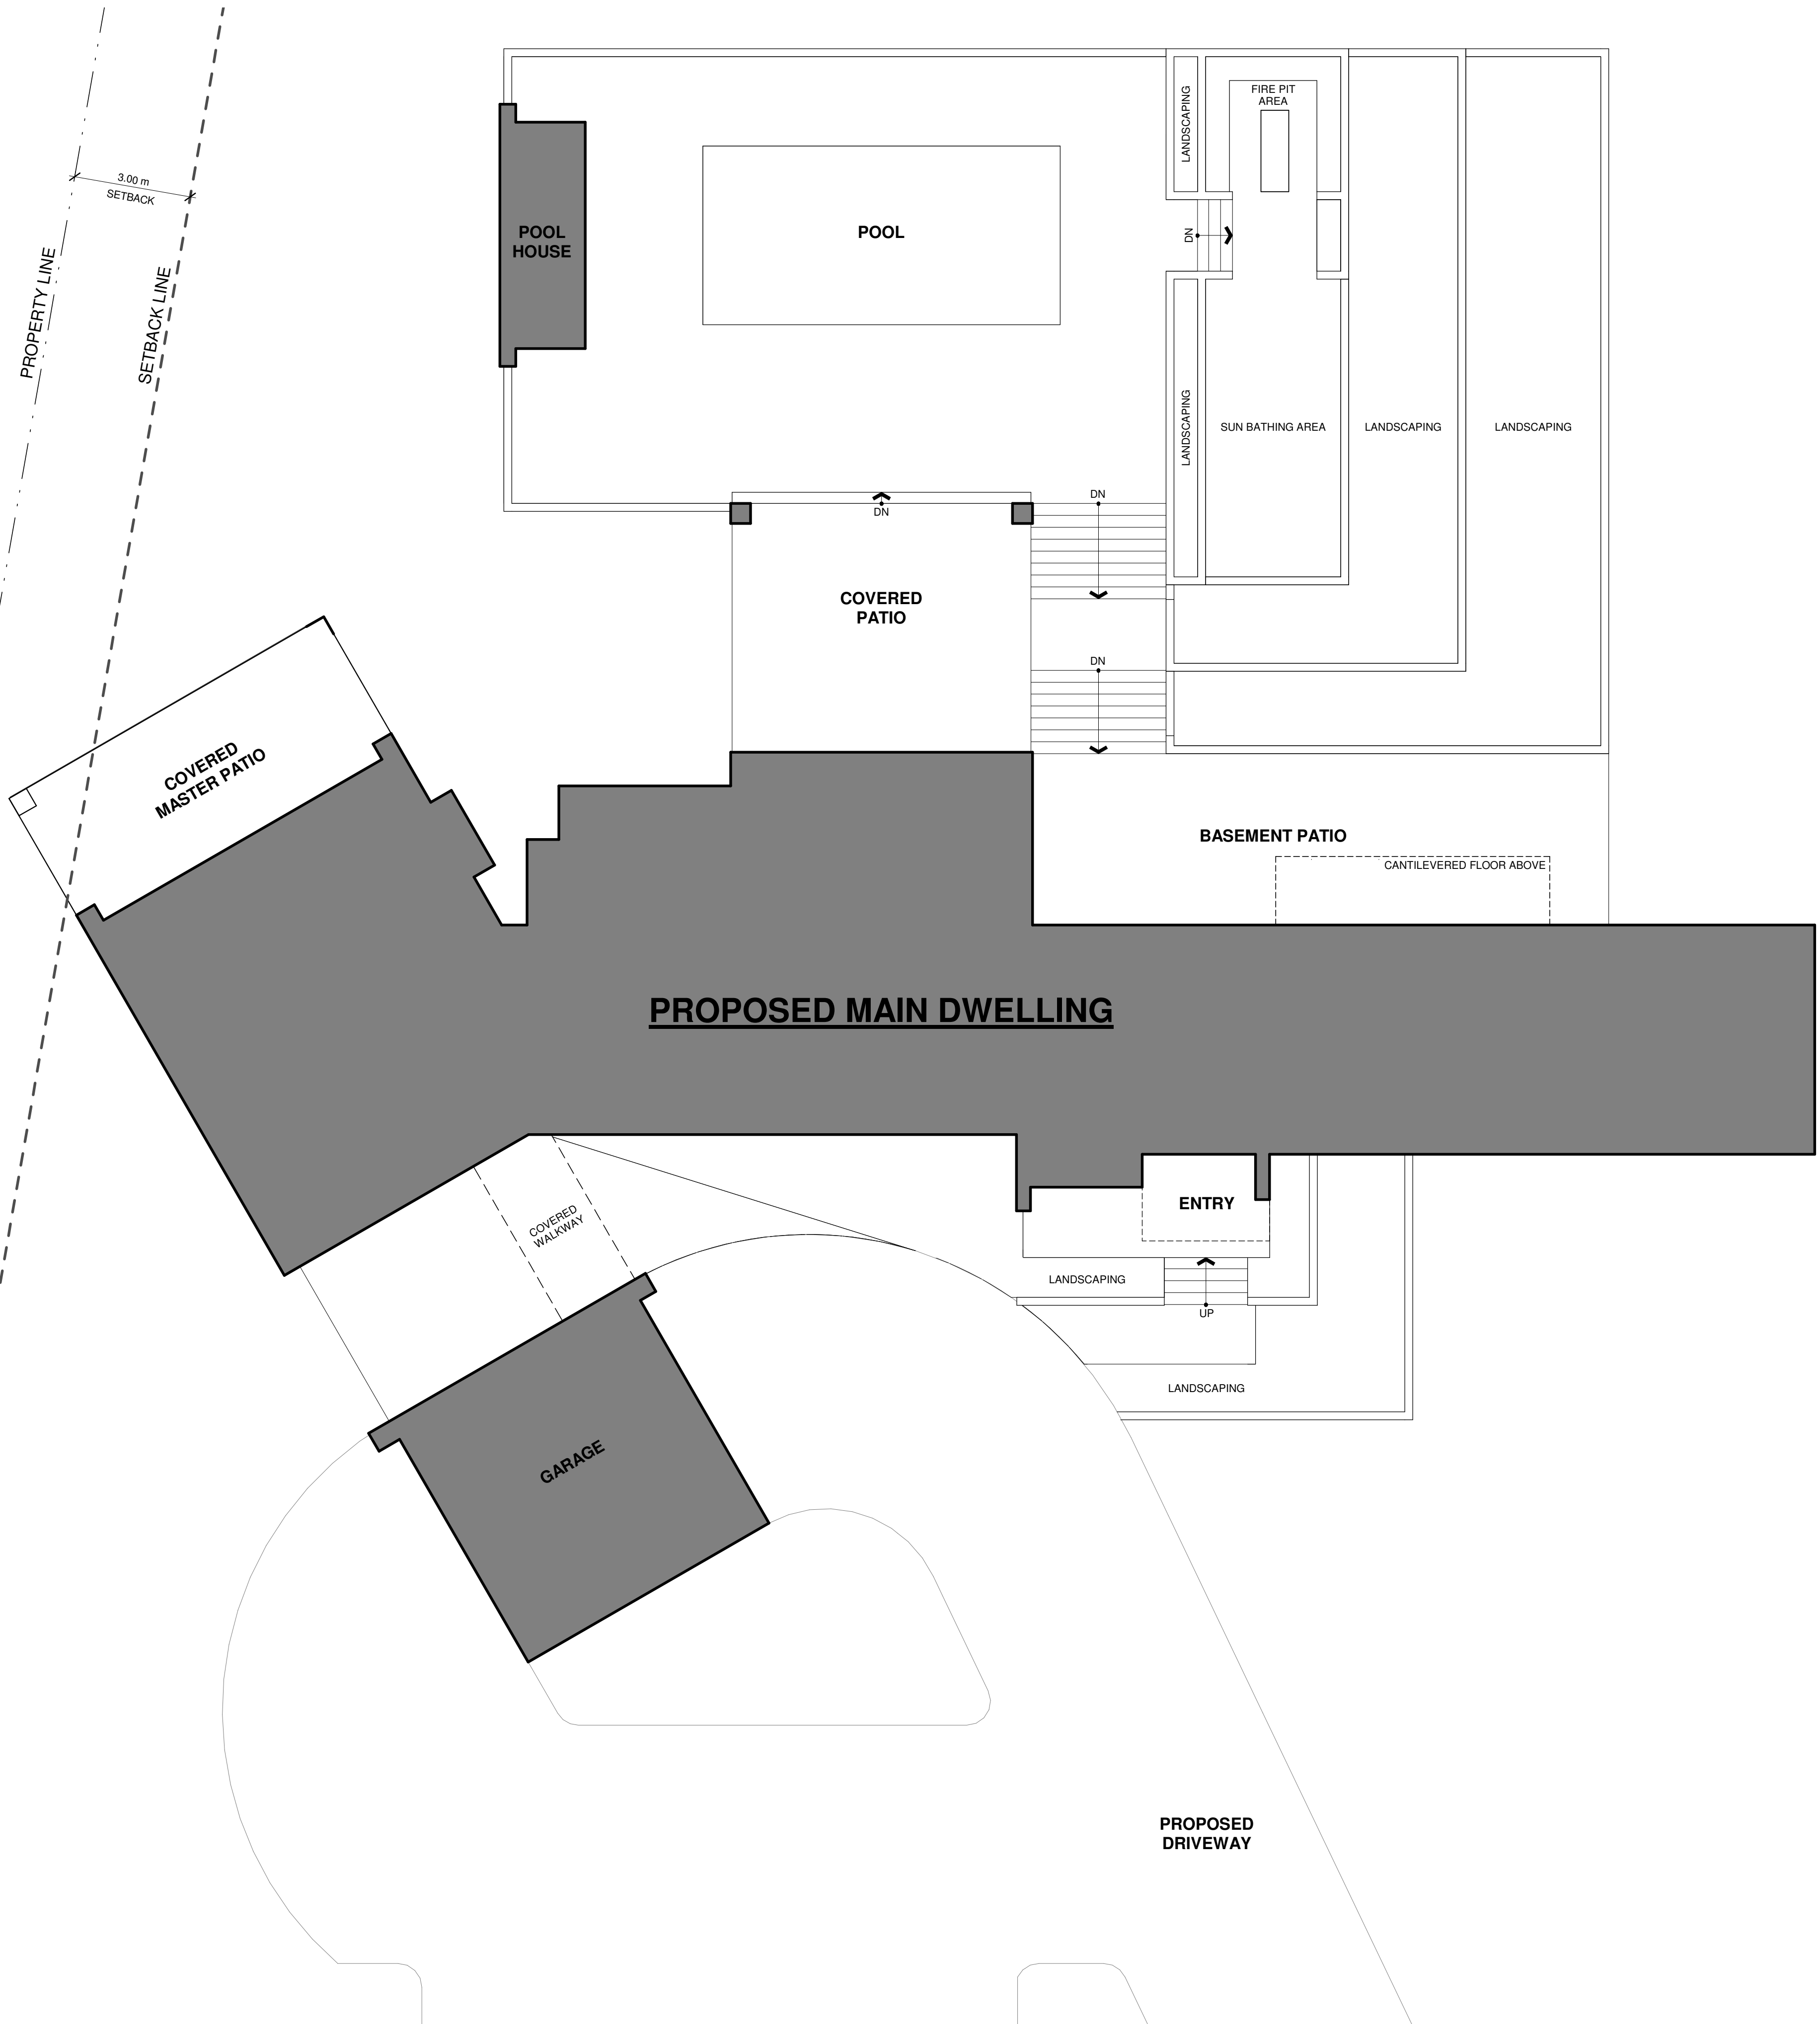 FIRE PIT
AREA
LANDSCAPING
3.00 m
SETBACK
PROPERTY LINE
SETBACK LINE
POOL
HOUSE
POOL
DN
LANDSCAPING
SUN BATHING AREA
LANDSCAPING
LANDSCAPING
DN
DN
COVERED
PATIO
DN
COVERED
MASTER PATIO
BASEMENT PATIO
CANTILEVERED FLOOR ABOVE
PROPOSED MAIN DWELLING
COVERED
WALKWAY
ENTRY
LANDSCAPING
UP
LANDSCAPING
GARAGE
PROPOSED
DRIVEWAY